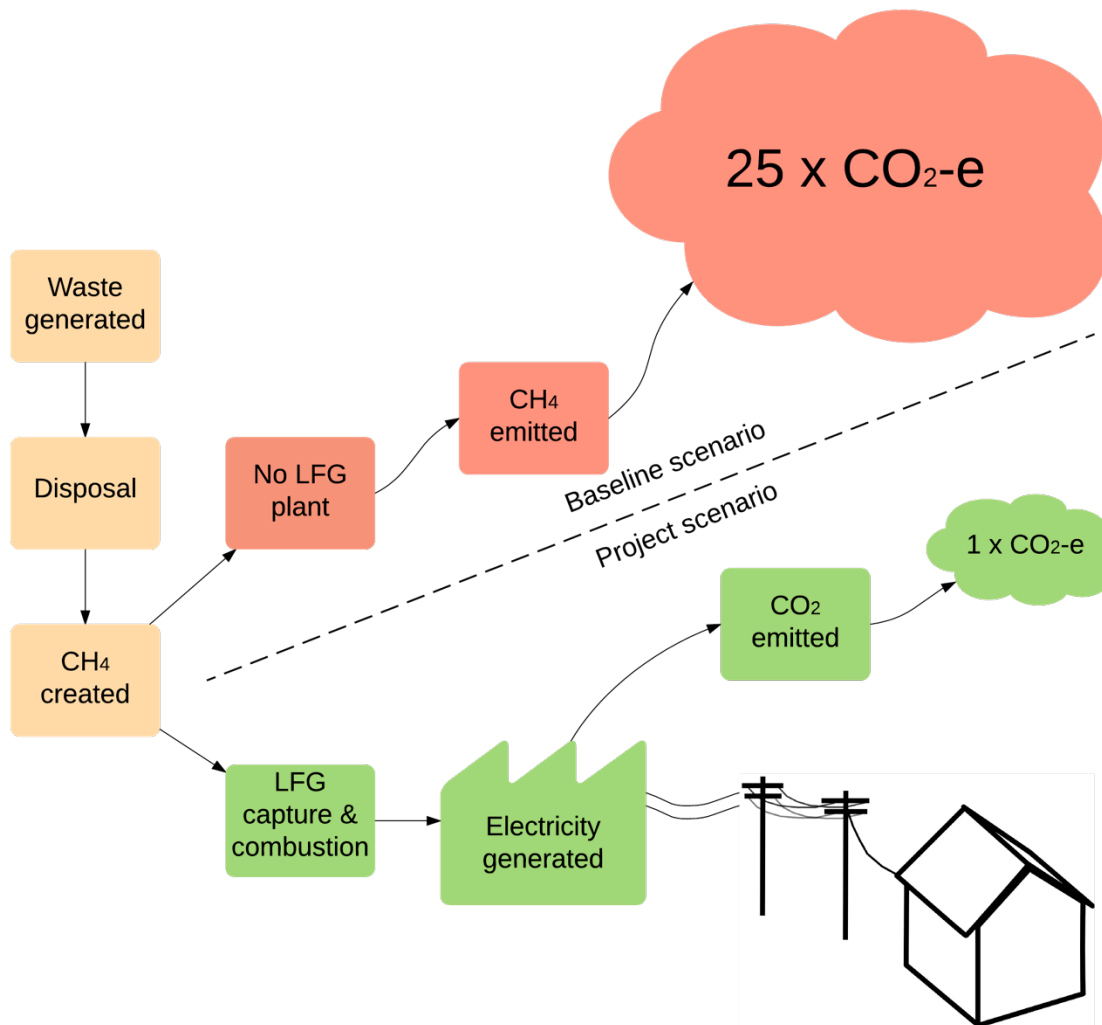 25 x CO₂-e
Waste
generated
CH₄
emitted
No LFG
plant
Disposal
Baseline scenario
Project scenario
1 x CO₂-e
CO₂
emitted
CH₄
created
LFG
capture &
combustion
Electricity
generated